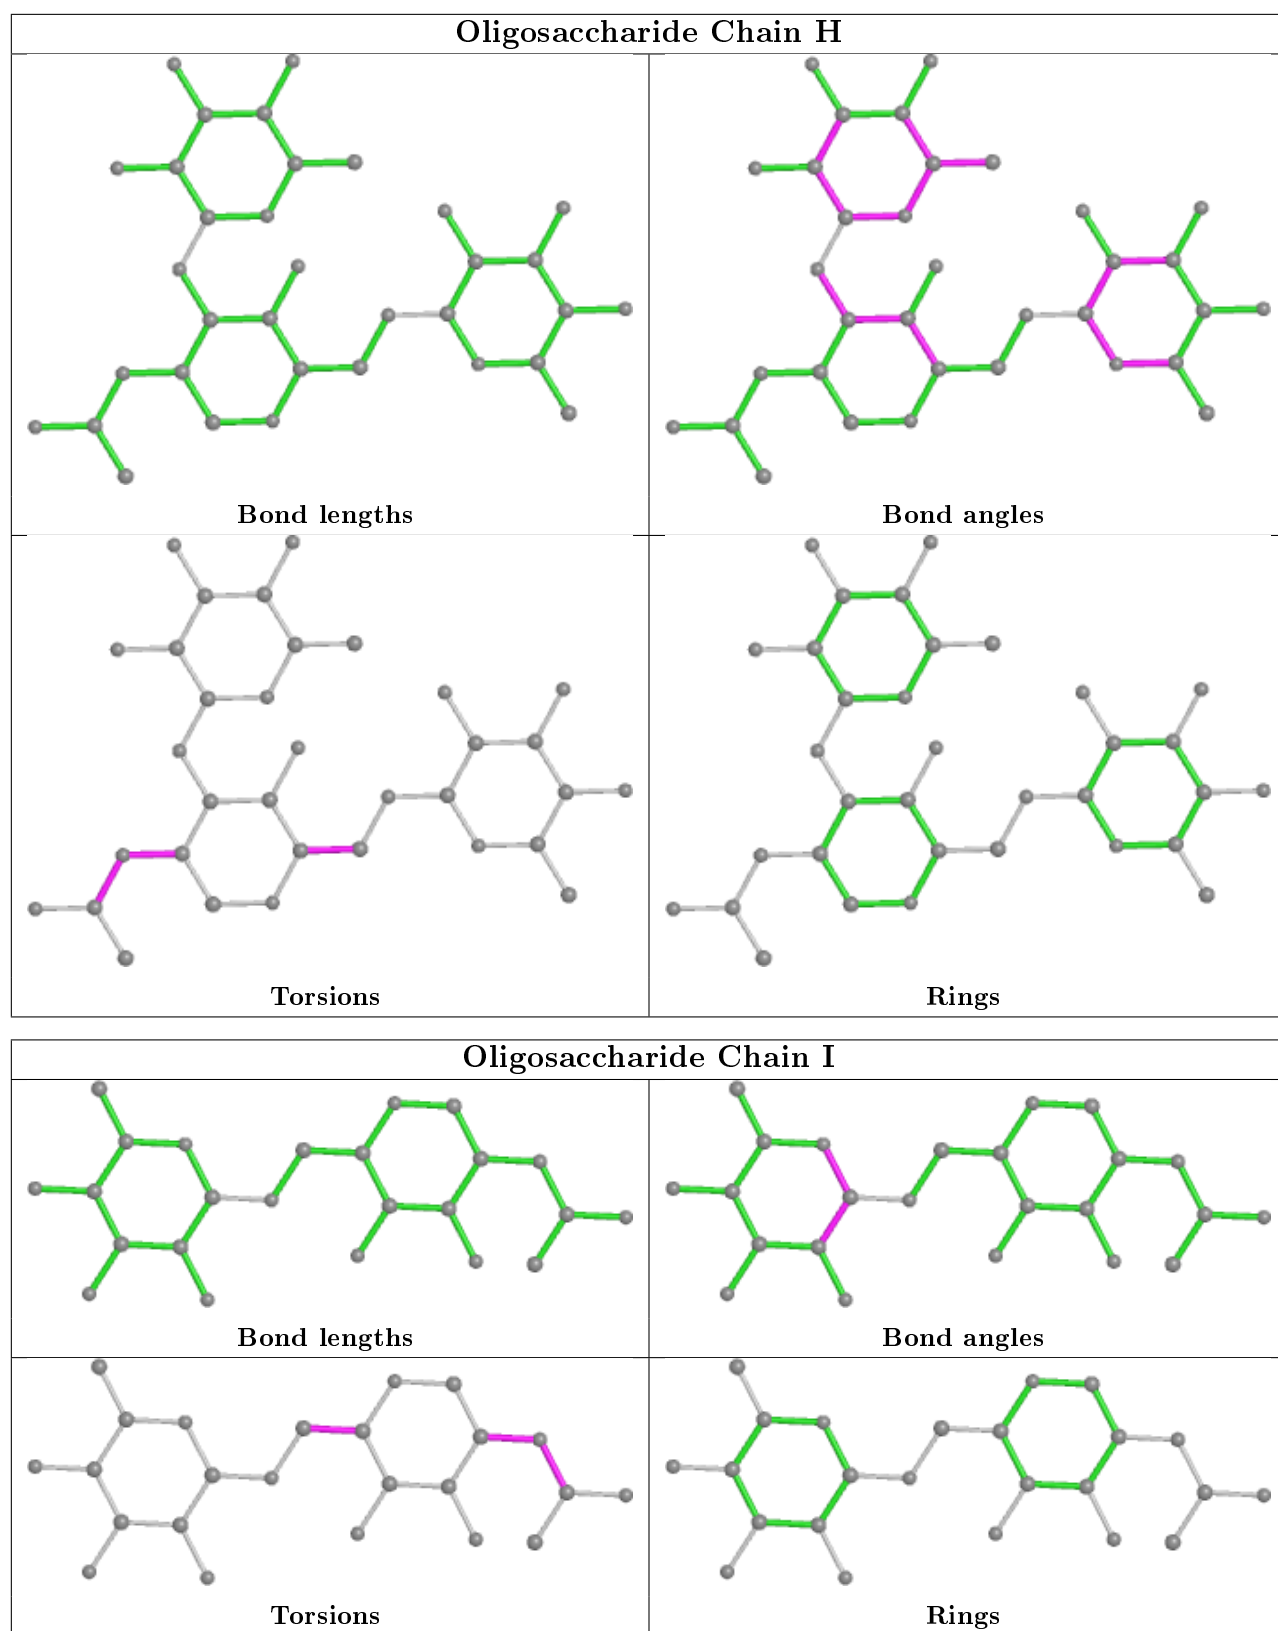 Oligosaccharide Chain H
Bond lengths
Bond angles
Torsions
Rings
Oligosaccharide Chain I
Bond lengths
Bond angles
Torsions
Rings